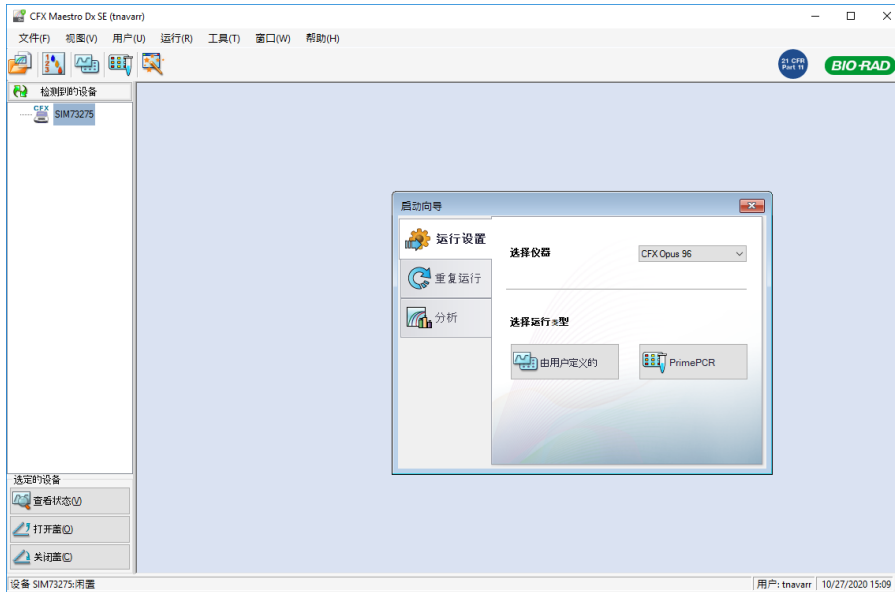 CFX Maestro Dx SE (tnavarr)
文件(F) 视图(V) 用户(U) 运行(R) 工具(T) 窗口(W) 帮助(H)
21 CFR
Part 11
BIO-RAD
检测到的设备
CFX
SIM73275
启动向导
运行设置
重复运行
分析
选择仪器
CFX Opus 96
选择运行类型
由用户定义的
PrimePCR
选定的设备
查看状态(V)
打开盖(O)
关闭盖(C)
设备 SIM73275:闲置
用户: tnavarr 10/27/2020 15:09